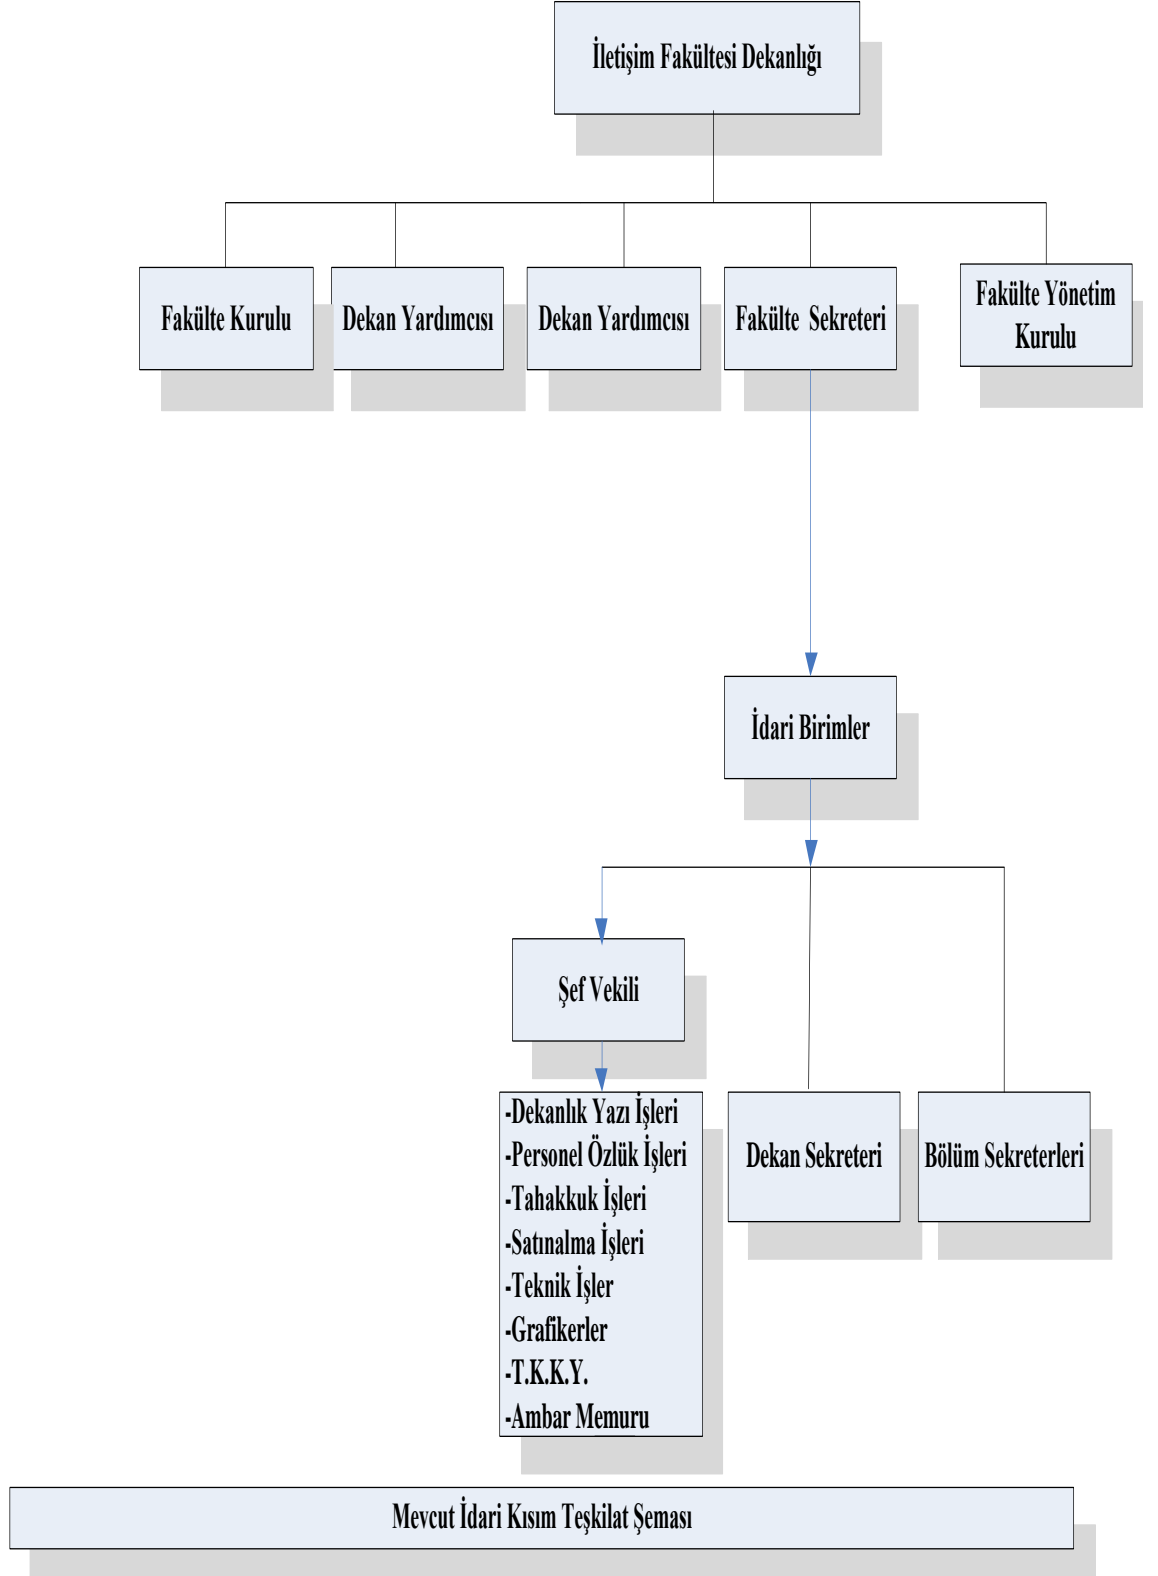 İletişim Fakültesi Dekanlığı
Fakülte Kurulu
Dekan Yardımcısı
Dekan Yardımcısı
Fakülte Sekreteri
Fakülte Yönetim
Kurulu
İdari Birimler
Şef Vekili
-Dekanlık Yazı İşleri
-Personel Özlük İşleri
-Tahakkuk İşleri
-Satınalma İşleri
-Teknik İşler
-Grafikerler
-T.K.K.Y.
-Ambar Memuru
Dekan Sekreteri
Bölüm Sekreterleri
Mevcut İdari Kısım Teşkilat Şeması